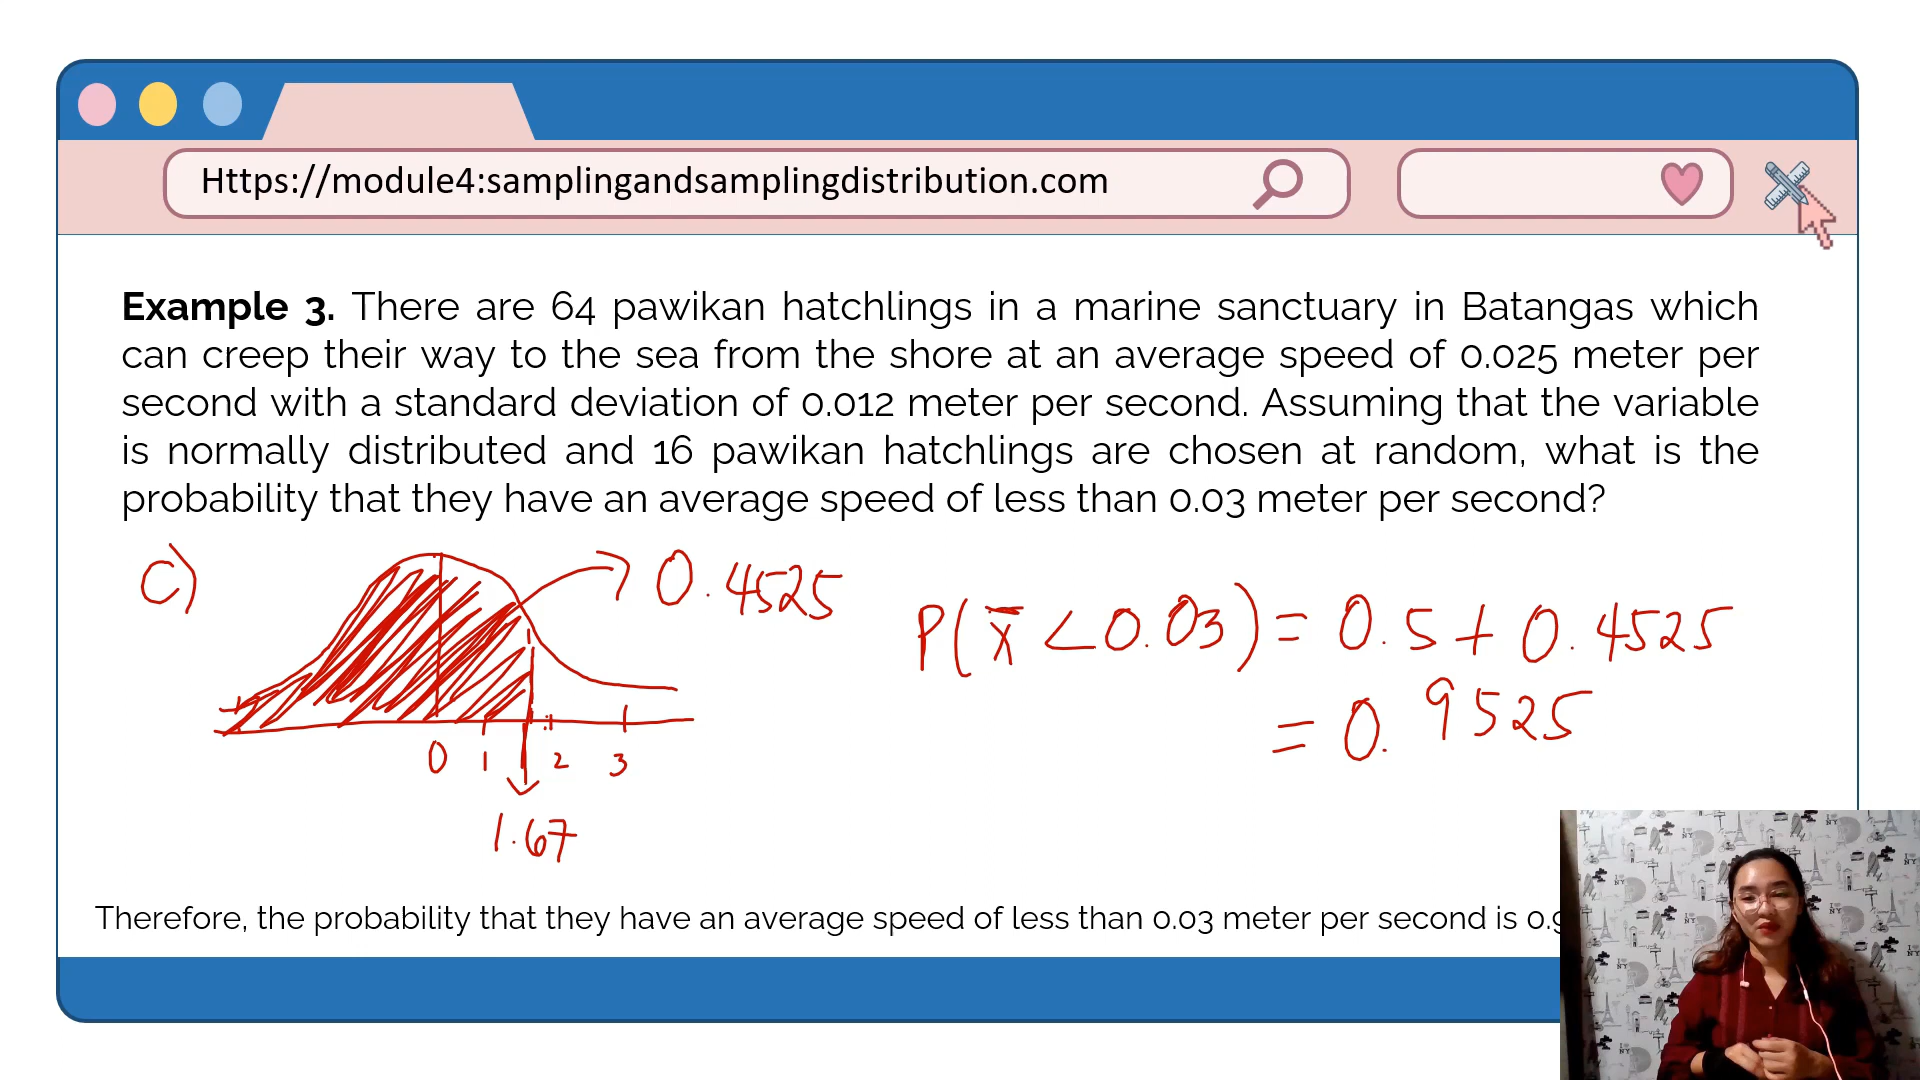 Https://module4:samplingandsamplingdistribution.com
Example 3. There are 64 pawikan hatchlings in a marine sanctuary in Batangas which
can creep their way to the sea from the shore at an average speed of 0.025 meter per
second with a standard deviation of 0.012 meter per second. Assuming that the variable
is normally distributed and 16 pawikan hatchlings are chosen at random, what is the
probability that they have an average speed of less than 0.03 meter per second?
c)
0.4525
P(x̄ < 0.03) = 0.5 + 0.4525
= 0.9525
0 1 2 3
1.67
Therefore, the probability that they have an average speed of less than 0.03 meter per second is